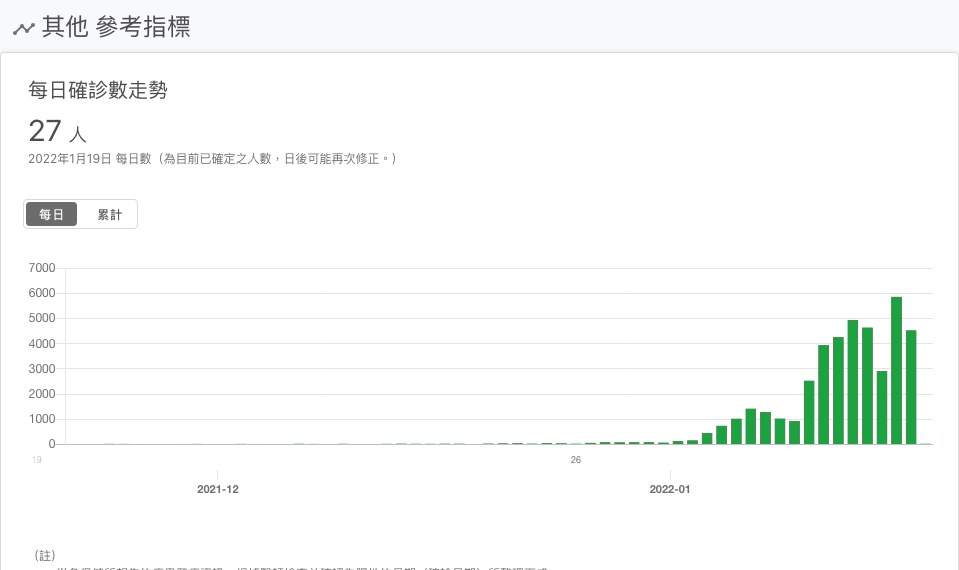 其他 參考指標
每日確診數走勢
27 人
2022年1月19日 每日數（為目前已確定之人數，日後可能再次修正。）
每日 累計
7000
6000
5000
4000
3000
2000
1000
0
19 26
2021-12 2022-01
（註）